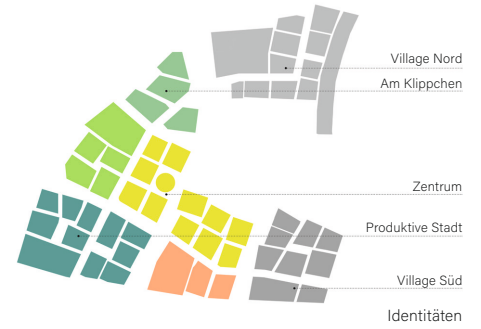 Village Nord
Am Klippchen
Zentrum
Produktive Stadt
Village Süd
Identitäten